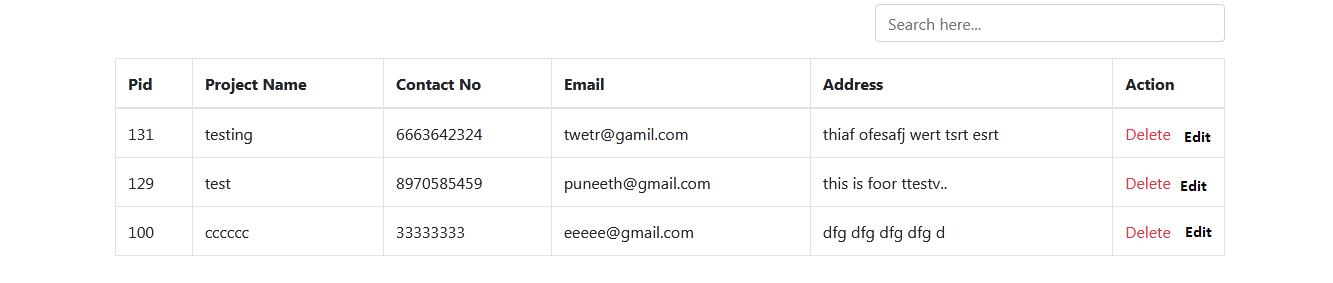 Search here...
Pid Project Name Contact No Email Address Action
131 testing 6663642324 twetr@gamil.com thiaf ofesafj wert tsrt esrt Delete Edit
129 test 8970585459 puneeth@gmail.com this is foor ttestv.. Delete Edit
100 cccccc 33333333 eeeee@gmail.com dfg dfg dfg dfg d Delete Edit